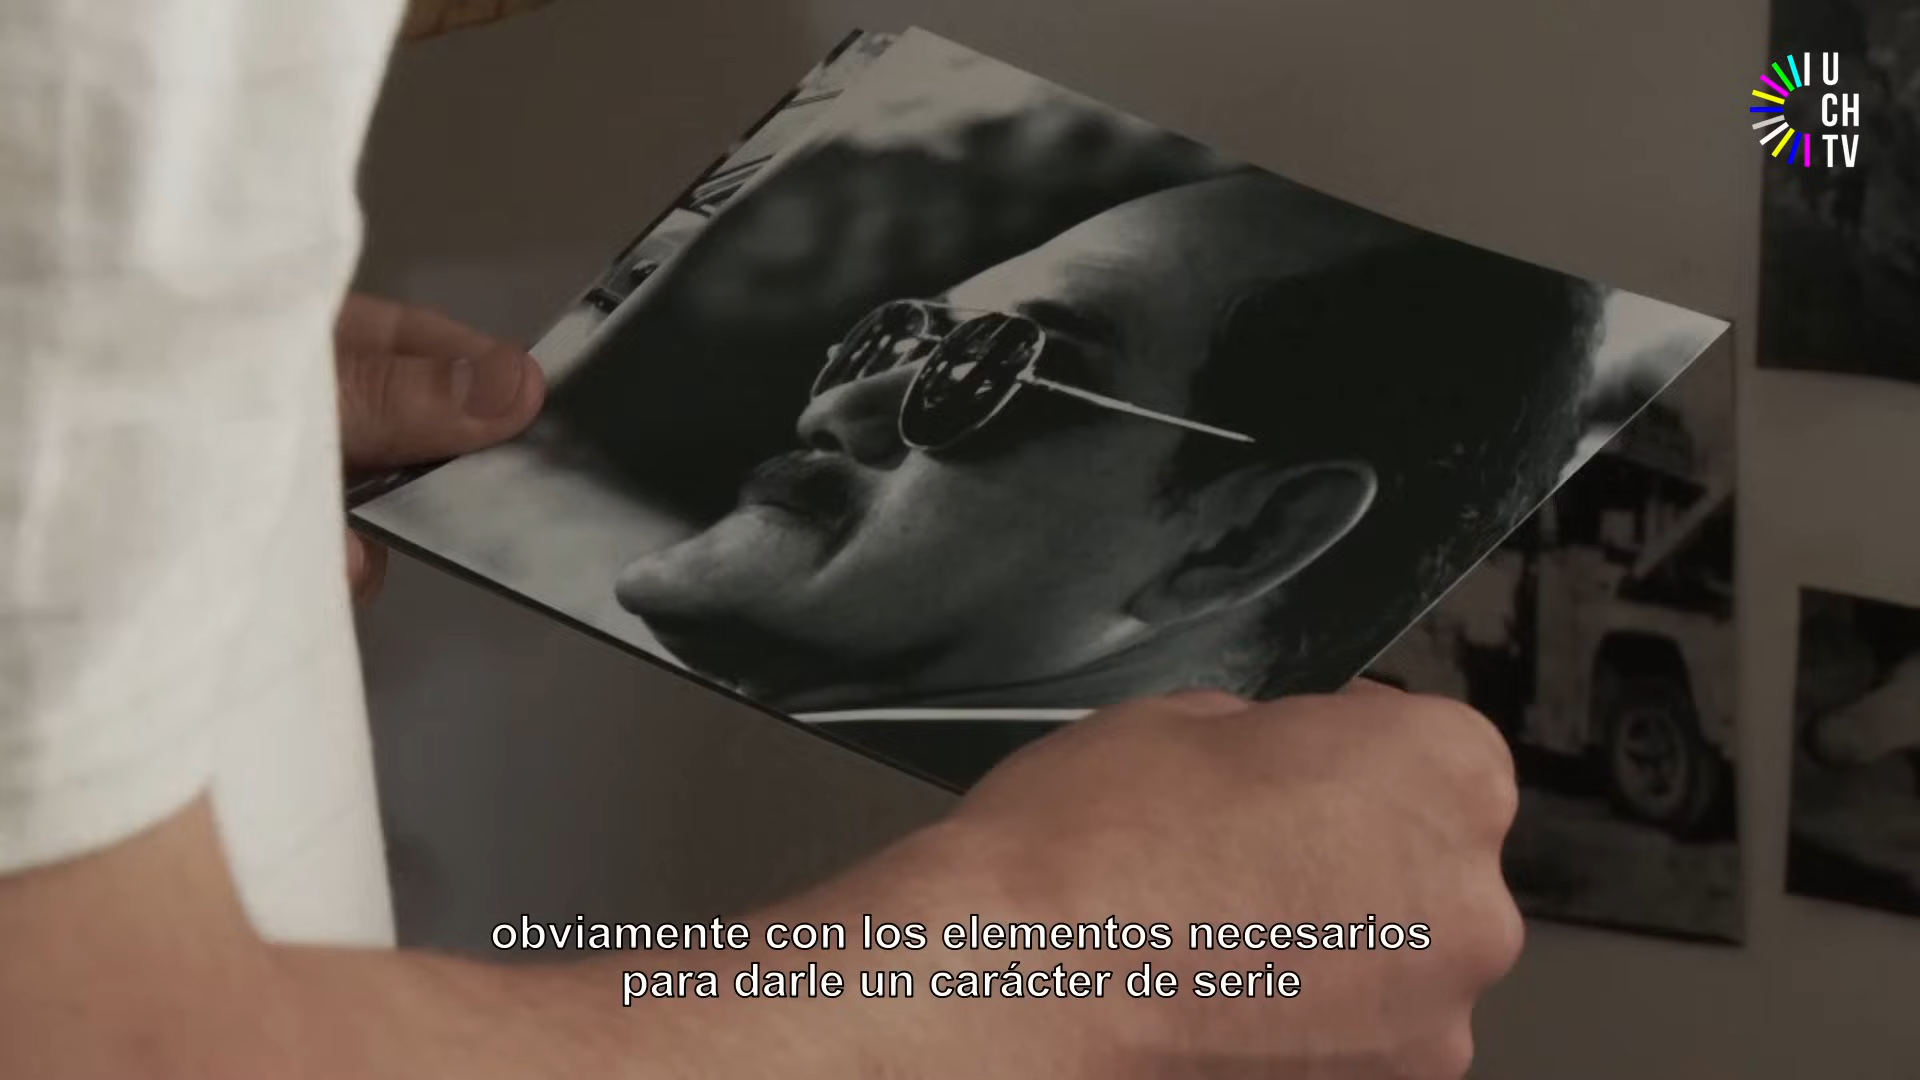 I U
CH
TV
obviamente con los elementos necesarios
para darle un carácter de serie